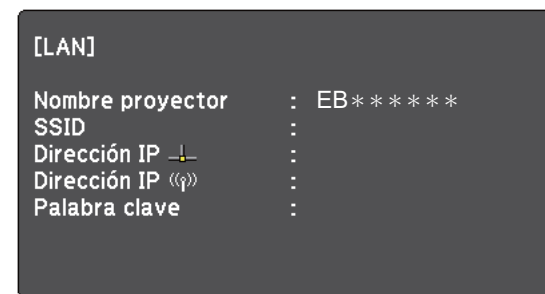 [LAN]
Nombre proyector : EB******
SSID :
Dirección IP :
Dirección IP :
Palabra clave :